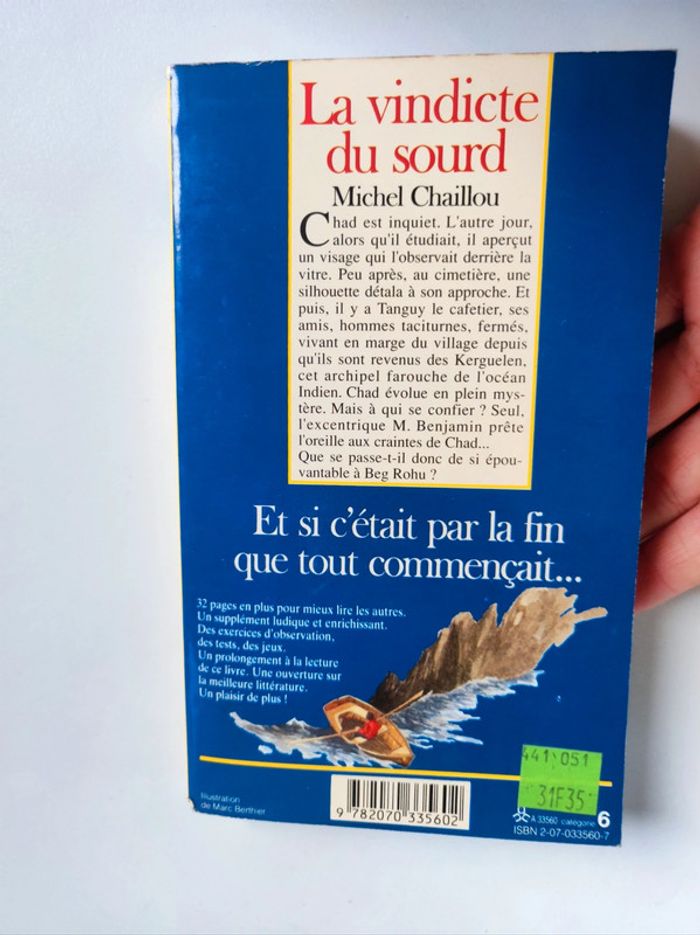 La vindicte
du sourd
Michel Chaillou
Chad est inquiet. L'autre jour,
alors qu'il étudiait, il aperçut
un visage qui l'observait derrière la
vitre. Peu après, au cimetière, une
silhouette détala à son approche. Et
puis, il y a Tanguy le cafetier, ses
amis, hommes taciturnes, fermés,
vivant en marge du village depuis
qu'ils sont revenus des Kerguelen,
cet archipel farouche de l'océan
Indien. Chad évolue en plein mys-
tère. Mais à qui se confier ? Seul,
l'excentrique M. Benjamin prête
l'oreille aux craintes de Chad...
Que se passe-t-il donc de si épou-
vantable à Beg Rohu ?
Et si c'était par la fin
que tout commençait...
32 pages en plus pour mieux lire les autres.
Un supplément ludique et enrichissant.
Des exercices d'observation,
des tests, des jeux.
Un prolongement à la lecture
de ce livre. Une ouverture sur
la meilleure littérature.
Un plaisir de plus !
441 051
31F35
Illustration
de Marc Berthier
9 782070 335602
A 33560 catégorie 6
ISBN 2-07-033560-7